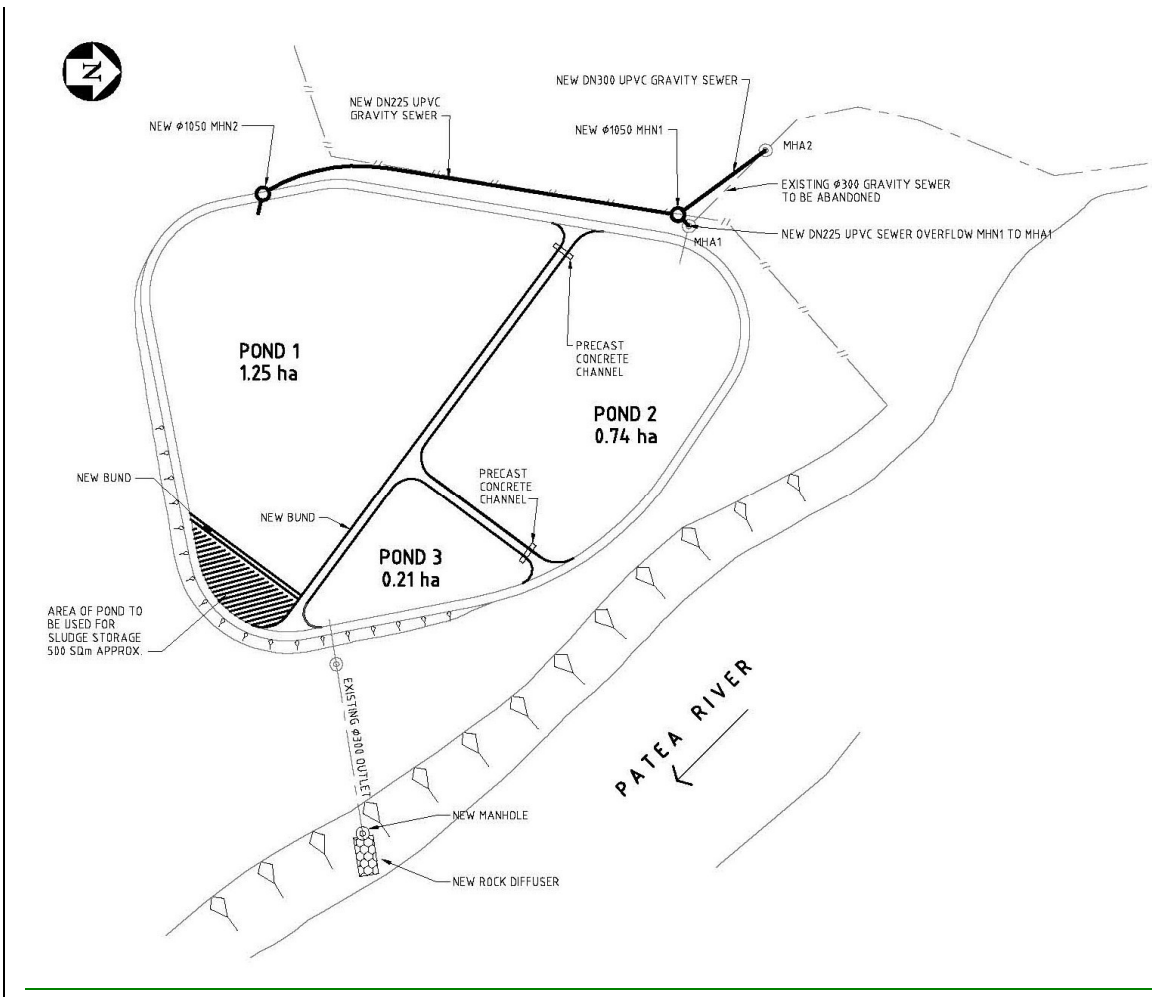 N
NEW DN300 UPVC GRAVITY SEWER
NEW DN225 UPVC
GRAVITY SEWER
NEW Ø1050 MHN2
NEW Ø1050 MHN1
MHA2
EXISTING Ø300 GRAVITY SEWER
TO BE ABANDONED
NEW DN225 UPVC SEWER OVERFLOW MHN1 TO MHA1
MHA1
POND 1
1.25 ha
PRECAST
CONCRETE
CHANNEL
POND 2
0.74 ha
NEW BUND
PRECAST
CONCRETE
CHANNEL
NEW BUND
POND 3
0.21 ha
AREA OF POND TO
BE USED FOR
SLUDGE STORAGE
500 SQm APPROX.
EXISTING Ø300 OUTLET
PATEA RIVER
NEW MANHOLE
NEW ROCK DIFFUSER